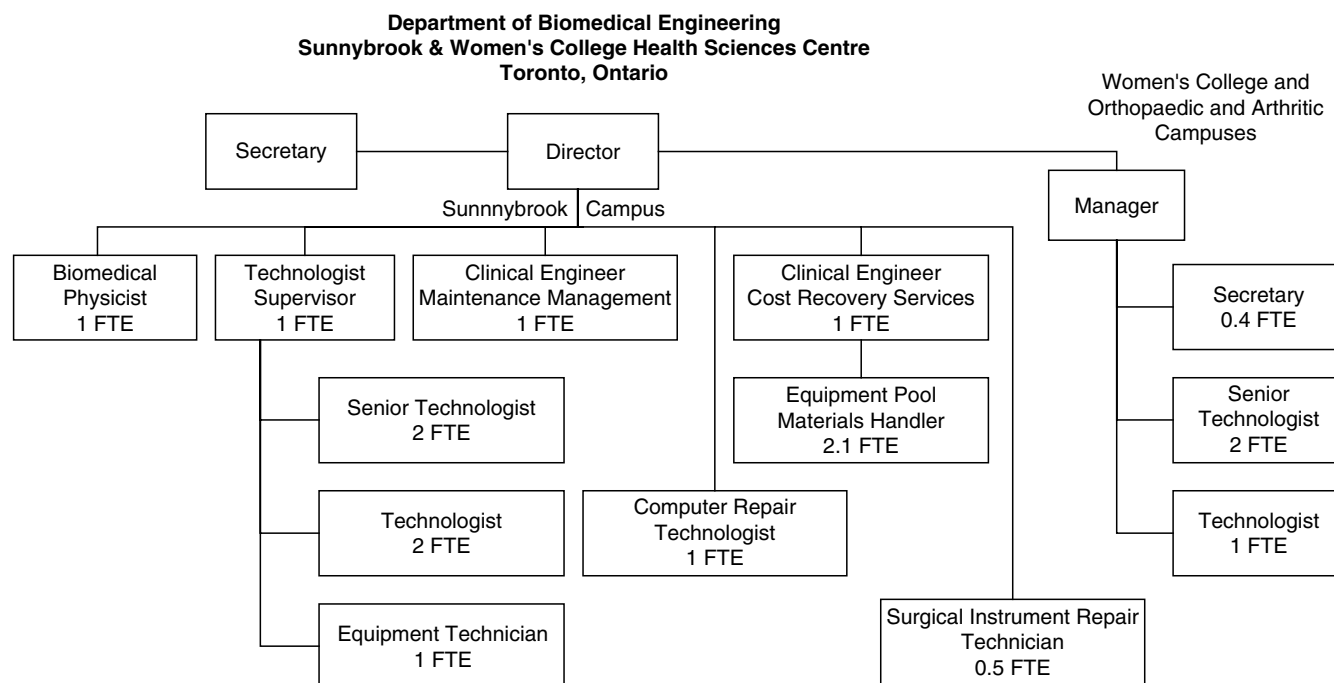 Department of Biomedical Engineering
Sunnybrook & Women's College Health Sciences Centre
Toronto, Ontario
Women's College and
Orthopaedic and Arthritic
Campuses
Secretary
Director
Manager
Sunnnybrook Campus
Biomedical
Physicist
1 FTE
Technologist
Supervisor
1 FTE
Clinical Engineer
Maintenance Management
1 FTE
Clinical Engineer
Cost Recovery Services
1 FTE
Secretary
0.4 FTE
Senior Technologist
2 FTE
Equipment Pool
Materials Handler
2.1 FTE
Senior
Technologist
2 FTE
Technologist
2 FTE
Computer Repair
Technologist
1 FTE
Technologist
1 FTE
Equipment Technician
1 FTE
Surgical Instrument Repair
Technician
0.5 FTE